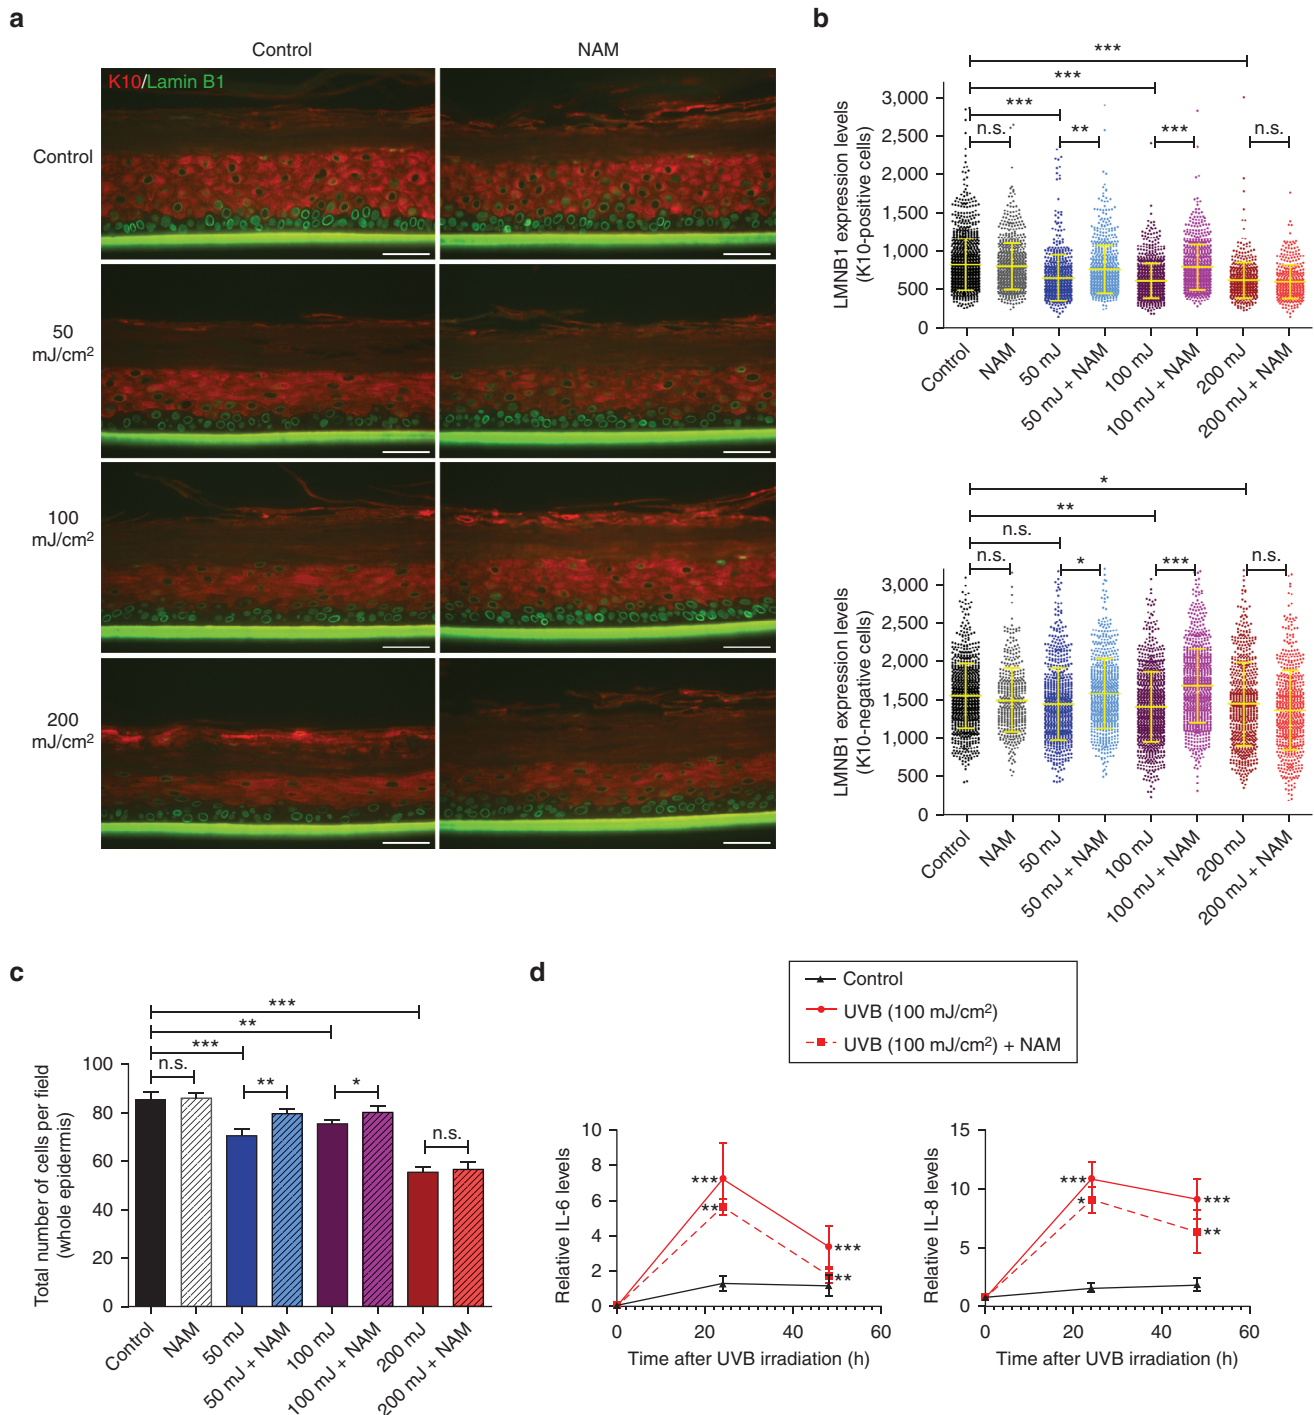 a
Control
NAM
K10/Lamin B1
Control
50
mJ/cm²
100
mJ/cm²
200
mJ/cm²
b
***
***
***
n.s.
**
***
n.s.
LMNB1 expression levels
(K10-positive cells)
3,000
2,500
2,000
1,500
1,000
500
0
Control
NAM
50 mJ
50 mJ + NAM
100 mJ
100 mJ + NAM
200 mJ
200 mJ + NAM
*
**
n.s.
n.s.
*
***
n.s.
LMNB1 expression levels
(K10-negative cells)
3,000
2,500
2,000
1,500
1,000
500
0
Control
NAM
50 mJ
50 mJ + NAM
100 mJ
100 mJ + NAM
200 mJ
200 mJ + NAM
c
***
**
***
n.s.
**
*
n.s.
Total number of cells per field
(whole epidermis)
100
80
60
40
20
0
Control
NAM
50 mJ
50 mJ + NAM
100 mJ
100 mJ + NAM
200 mJ
200 mJ + NAM
d
Control
UVB (100 mJ/cm²)
UVB (100 mJ/cm²) + NAM
Relative IL-6 levels
10
8
6
4
2
0
***
**
***
**
0
20
40
60
Time after UVB irradiation (h)
Relative IL-8 levels
15
10
5
0
***
*
***
**
0
20
40
60
Time after UVB irradiation (h)